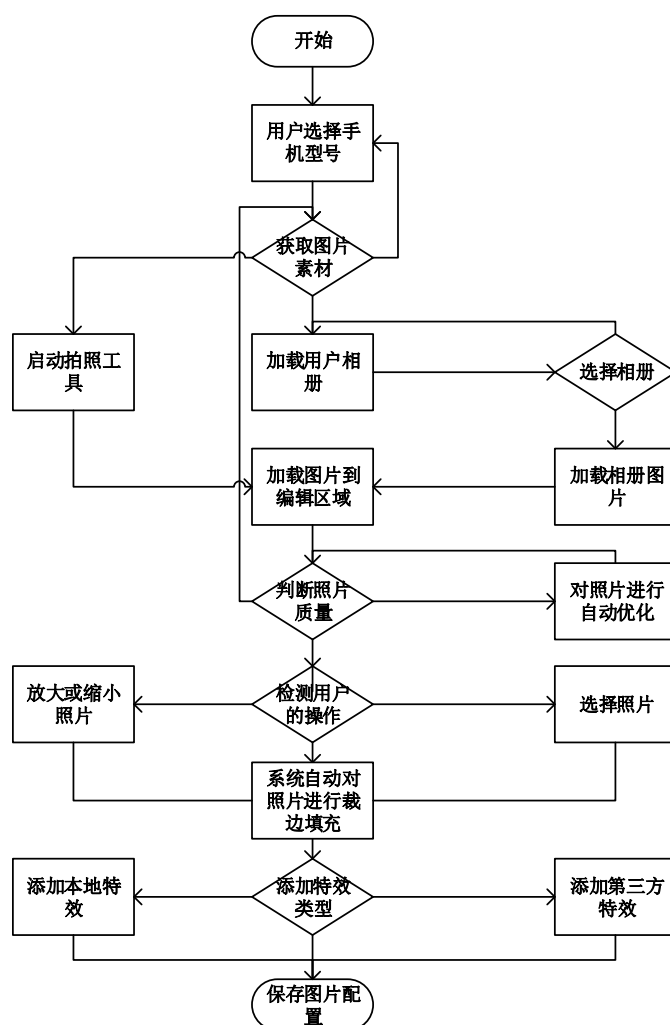 开始
用户选择手
机型号
获取图片
素材
启动拍照工
具
加载用户相
册
选择相册
加载图片到
编辑区域
加载相册图
片
判断照片
质量
对照片进行
自动优化
放大或缩小
照片
检测用户
的操作
选择照片
系统自动对
照片进行裁
边填充
添加本地特
效
添加特效
类型
添加第三方
特效
保存图片配
置